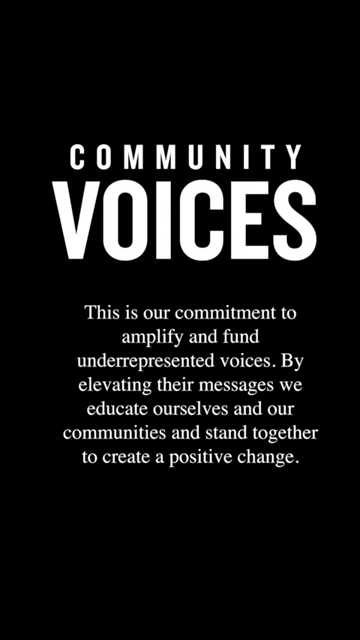 COMMUNITY
VOICES
This is our commitment to
amplify and fund
underrepresented voices. By
elevating their messages we
educate ourselves and our
communities and stand together
to create a positive change.